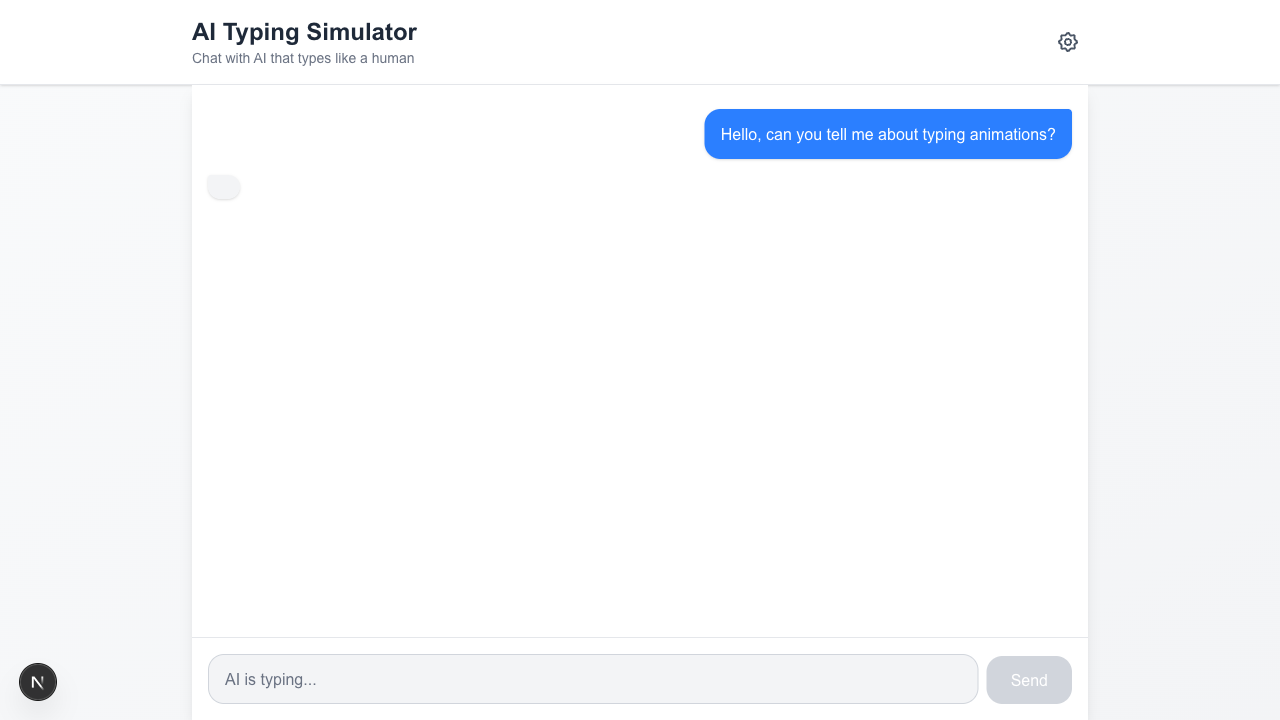 AI Typing Simulator
Chat with AI that types like a human
Hello, can you tell me about typing animations?
AI is typing...
Send
N